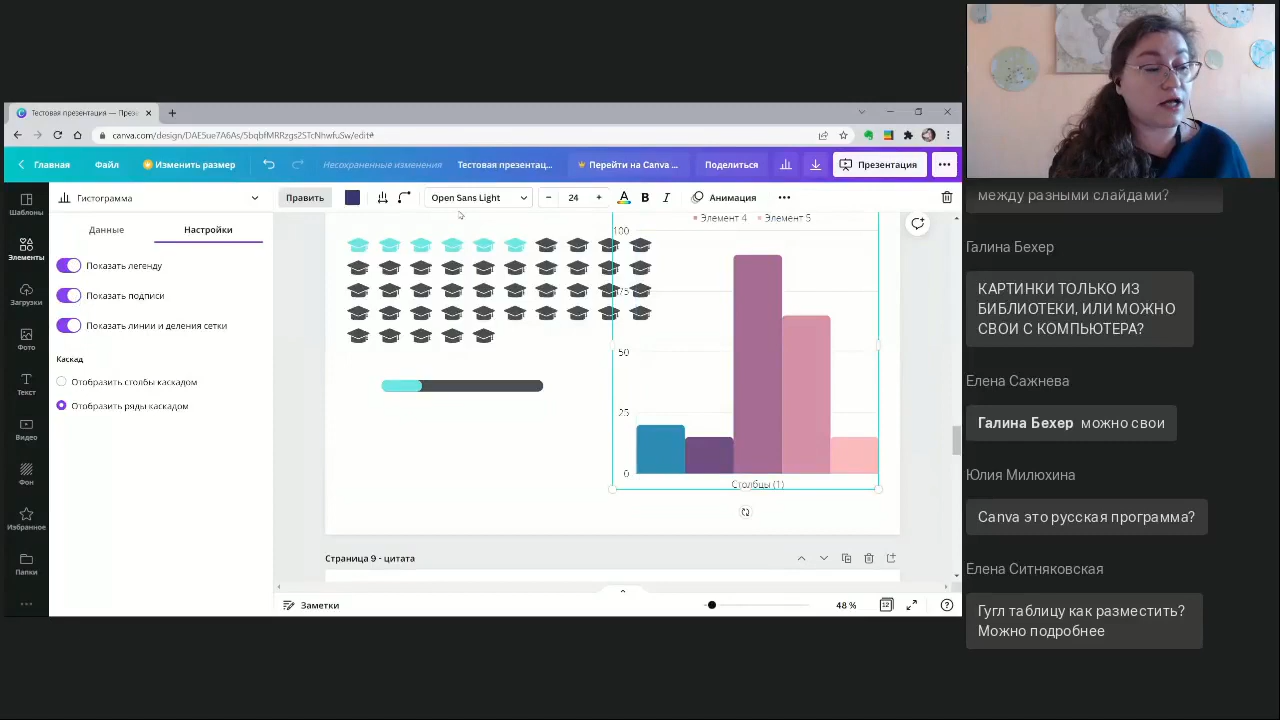 Тестовая презентация — През
canva.com/design/DAE5ue7A6As/5bqbfMRRzgs2STcNhwfuSw/edit#
Главная Файл Изменить размер Несохраненные изменения Тестовая презентац... Перейти на Canva ... Поделиться Презентация
Гистограмма Править Open Sans Light 24 A B I Анимация
Данные Настройки
Показать легенду
Показать подписи
Показать линии и деления сетки
Каскад
Отобразить столбы каскадом
Отобразить ряды каскадом
Шаблоны
Элементы
Загрузки
Фото
Текст
Видео
Фон
Избранное
Папки
Элемент 4 Элемент 5
100
75
50
25
0
Столбцы (1)
Страница 9 - цитата
Заметки 48 % 12
между разными слайдами?
Галина Бехер
КАРТИНКИ ТОЛЬКО ИЗ
БИБЛИОТЕКИ, ИЛИ МОЖНО
СВОИ С КОМПЬЮТЕРА?
Елена Сажнева
Галина Бехер можно свои
Юлия Милюхина
Canva это русская программа?
Елена Ситняковская
Гугл таблицу как разместить?
Можно подробнее